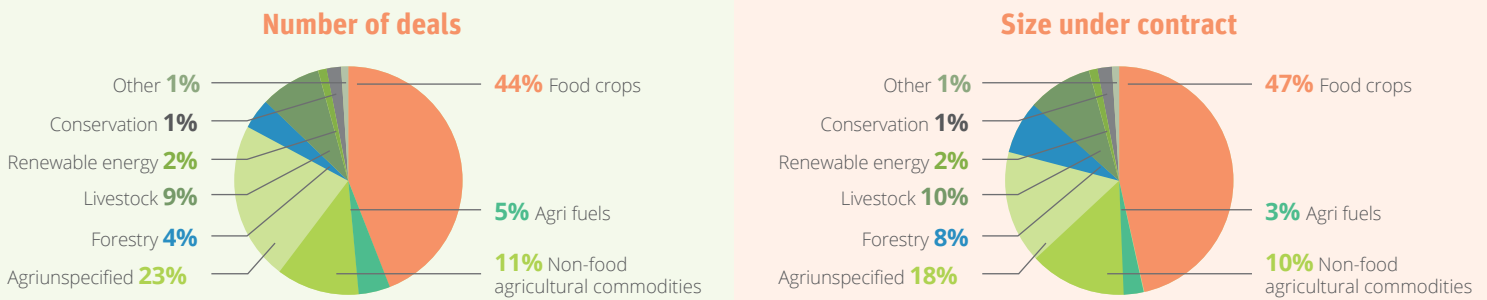 Number of deals
Other 1%
Conservation 1%
Renewable energy 2%
Livestock 9%
Forestry 4%
Agriunspecified 23%
44% Food crops
5% Agri fuels
11% Non-food
agricultural commodities
Size under contract
Other 1%
Conservation 1%
Renewable energy 2%
Livestock 10%
Forestry 8%
Agriunspecified 18%
47% Food crops
3% Agri fuels
10% Non-food
agricultural commodities